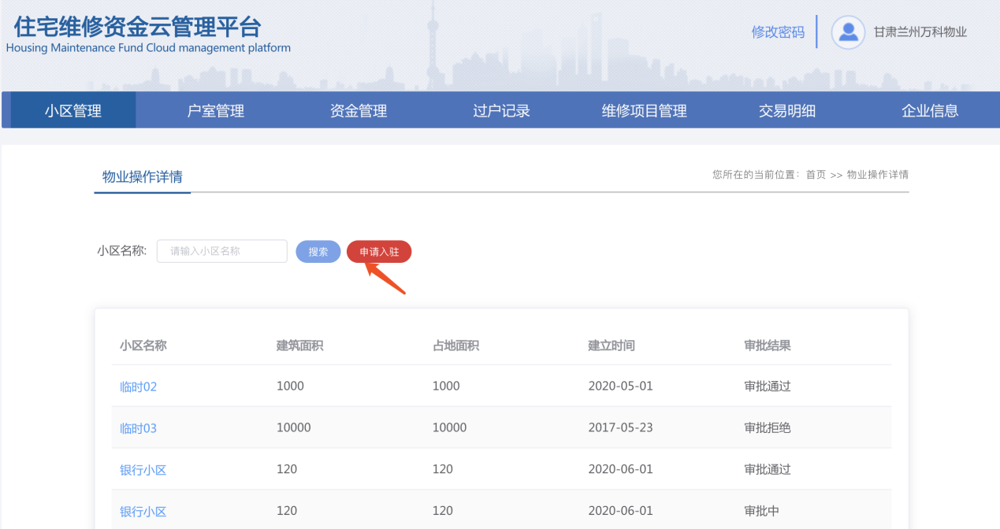 住宅维修资金云管理平台
Housing Maintenance Fund Cloud management platform
修改密码 甘肃兰州万科物业
小区管理 户室管理 资金管理 过户记录 维修项目管理 交易明细 企业信息
物业操作详情 您所在的当前位置: 首页 >> 物业操作详情
小区名称: 请输入小区名称 搜索 申请入驻
小区名称 建筑面积 占地面积 建立时间 审批结果
临时02 1000 1000 2020-05-01 审批通过
临时03 10000 10000 2017-05-23 审批拒绝
银行小区 120 120 2020-06-01 审批通过
银行小区 120 120 2020-06-01 审批中